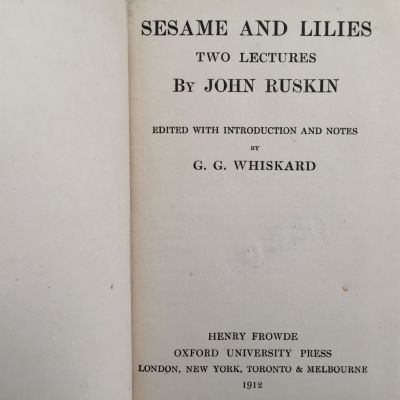 SESAME AND LILIES
TWO LECTURES
BY JOHN RUSKIN
EDITED WITH INTRODUCTION AND NOTES
BY
G. G. WHISKARD
HENRY FROWDE
OXFORD UNIVERSITY PRESS
LONDON, NEW YORK, TORONTO & MELBOURNE
1912